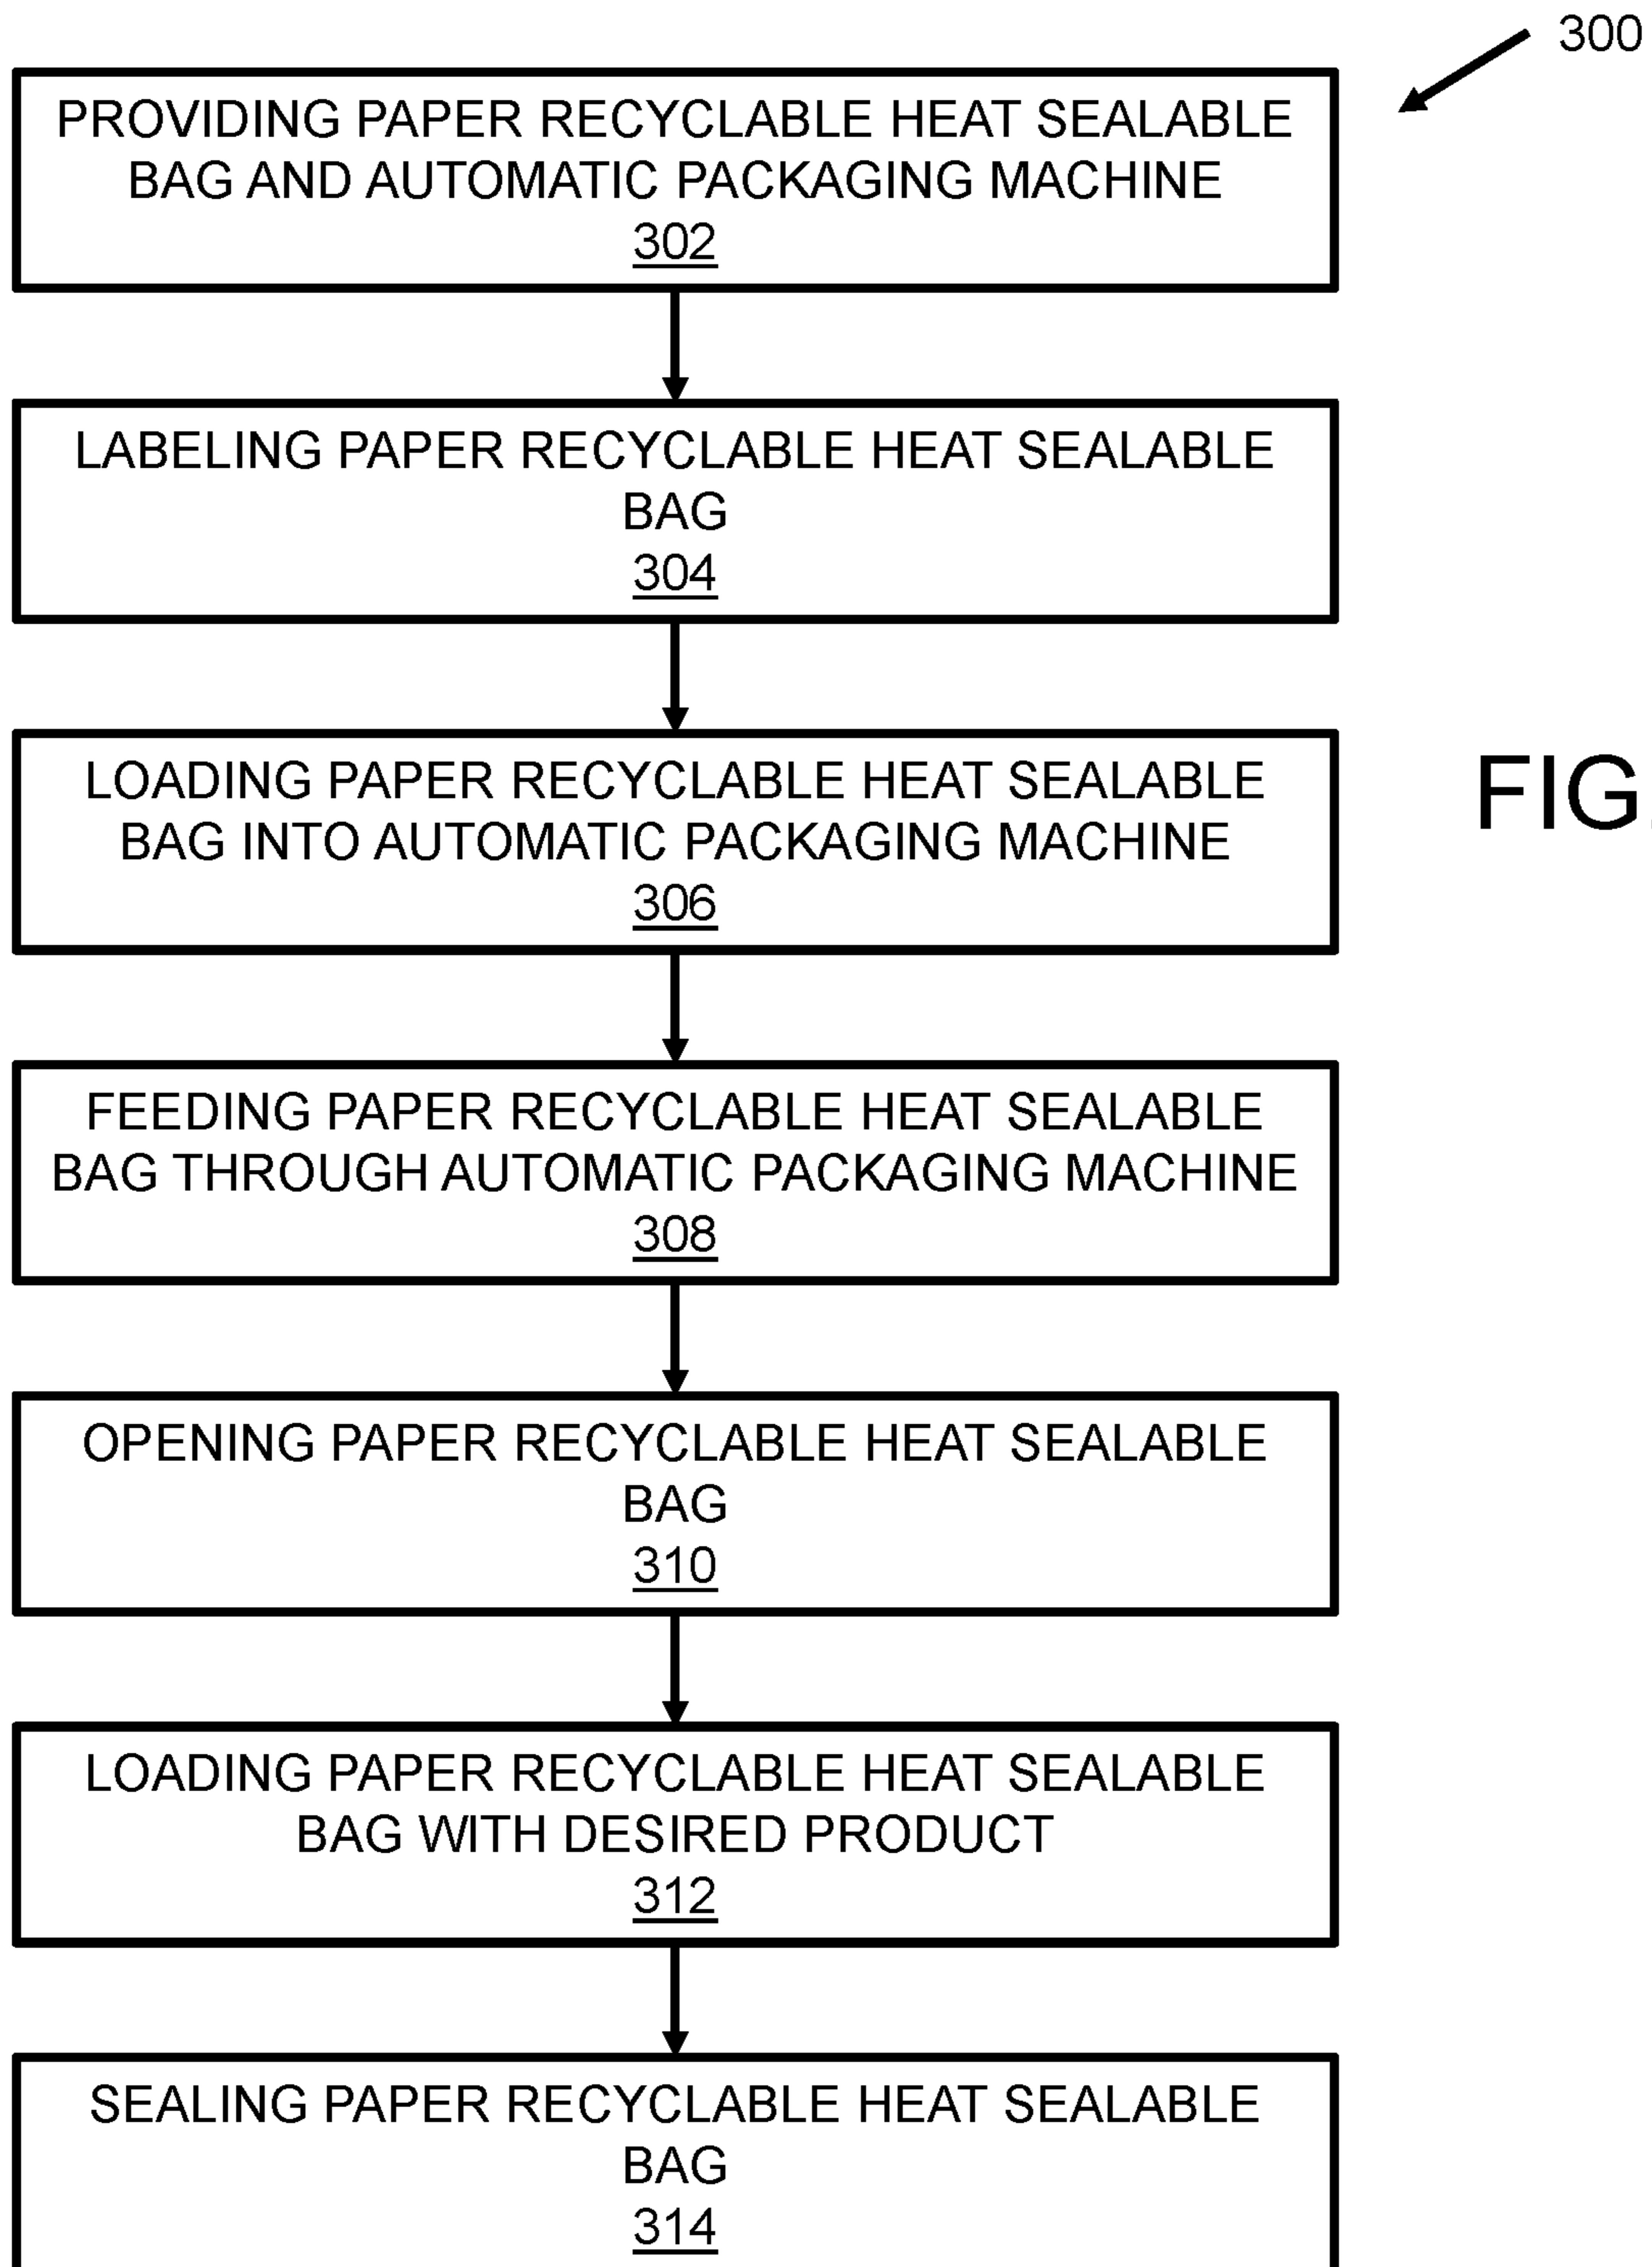 300
PROVIDING PAPER RECYCLABLE HEAT SEALABLE
BAG AND AUTOMATIC PACKAGING MACHINE
302
LABELING PAPER RECYCLABLE HEAT SEALABLE
BAG
304
LOADING PAPER RECYCLABLE HEAT SEALABLE
BAG INTO AUTOMATIC PACKAGING MACHINE
306
FIG.
FEEDING PAPER RECYCLABLE HEAT SEALABLE
BAG THROUGH AUTOMATIC PACKAGING MACHINE
308
OPENING PAPER RECYCLABLE HEAT SEALABLE
BAG
310
LOADING PAPER RECYCLABLE HEAT SEALABLE
BAG WITH DESIRED PRODUCT
312
SEALING PAPER RECYCLABLE HEAT SEALABLE
BAG
314